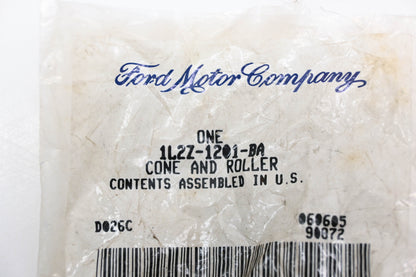 Ford Motor Company
ONE
1L2Z-1201-BA
CONE AND ROLLER
CONTENTS ASSEMBLED IN U.S.
D026C 060605
90072